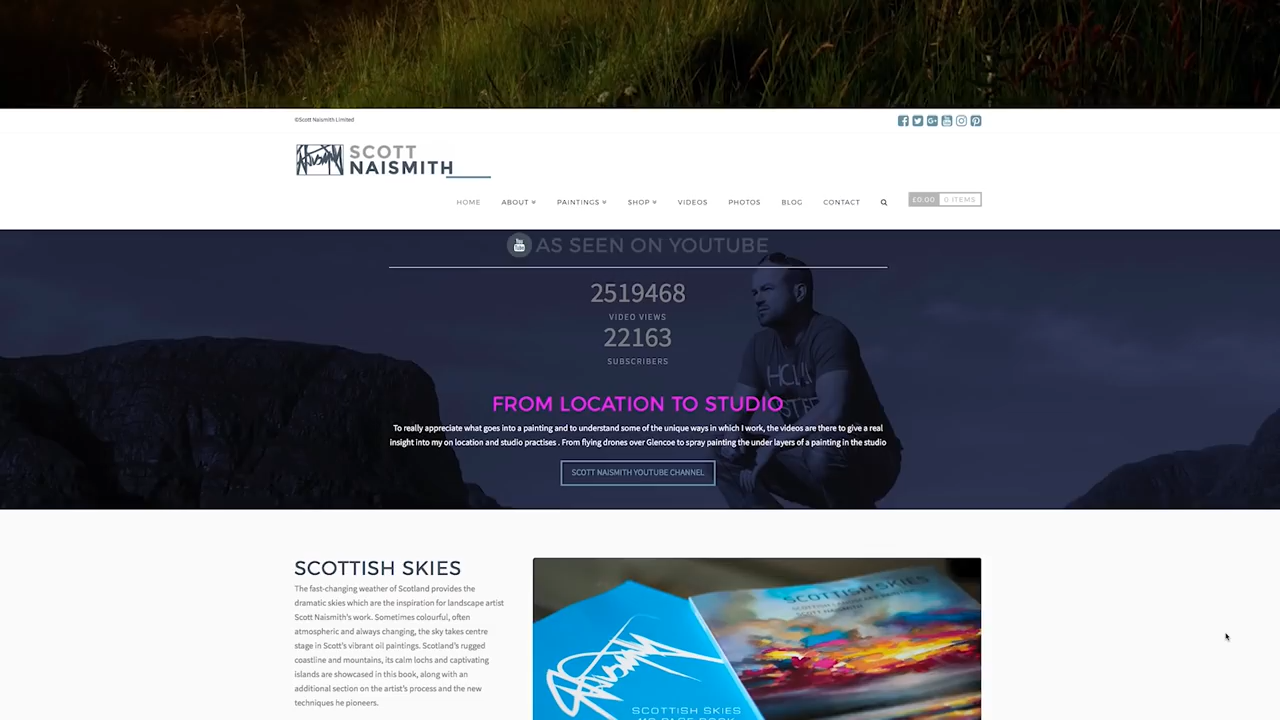 ©Scott Naismith Limited
SCOTT
NAISMITH
HOME ABOUT PAINTINGS SHOP VIDEOS PHOTOS BLOG CONTACT £0.00 0 ITEMS
AS SEEN ON YOUTUBE
2519468
VIDEO VIEWS
22163
SUBSCRIBERS
FROM LOCATION TO STUDIO
To really appreciate what goes into a painting and to understand some of the unique ways in which I work, the videos are there to give a real
insight into my on location and studio practises . From flying drones over Glencoe to spray painting the under layers of a painting in the studio
SCOTT NAISMITH YOUTUBE CHANNEL
SCOTTISH SKIES
The fast-changing weather of Scotland provides the
dramatic skies which are the inspiration for landscape artist
Scott Naismith's work. Sometimes colourful, often
atmospheric and always changing, the sky takes centre
stage in Scott's vibrant oil paintings. Scotland's rugged
coastline and mountains, its calm lochs and captivating
islands are showcased in this book, along with an
additional section on the artist's process and the new
techniques he pioneers.
SCOTTISH SKIES
SCOTT NAISMITH
SCOTTISH SKIES